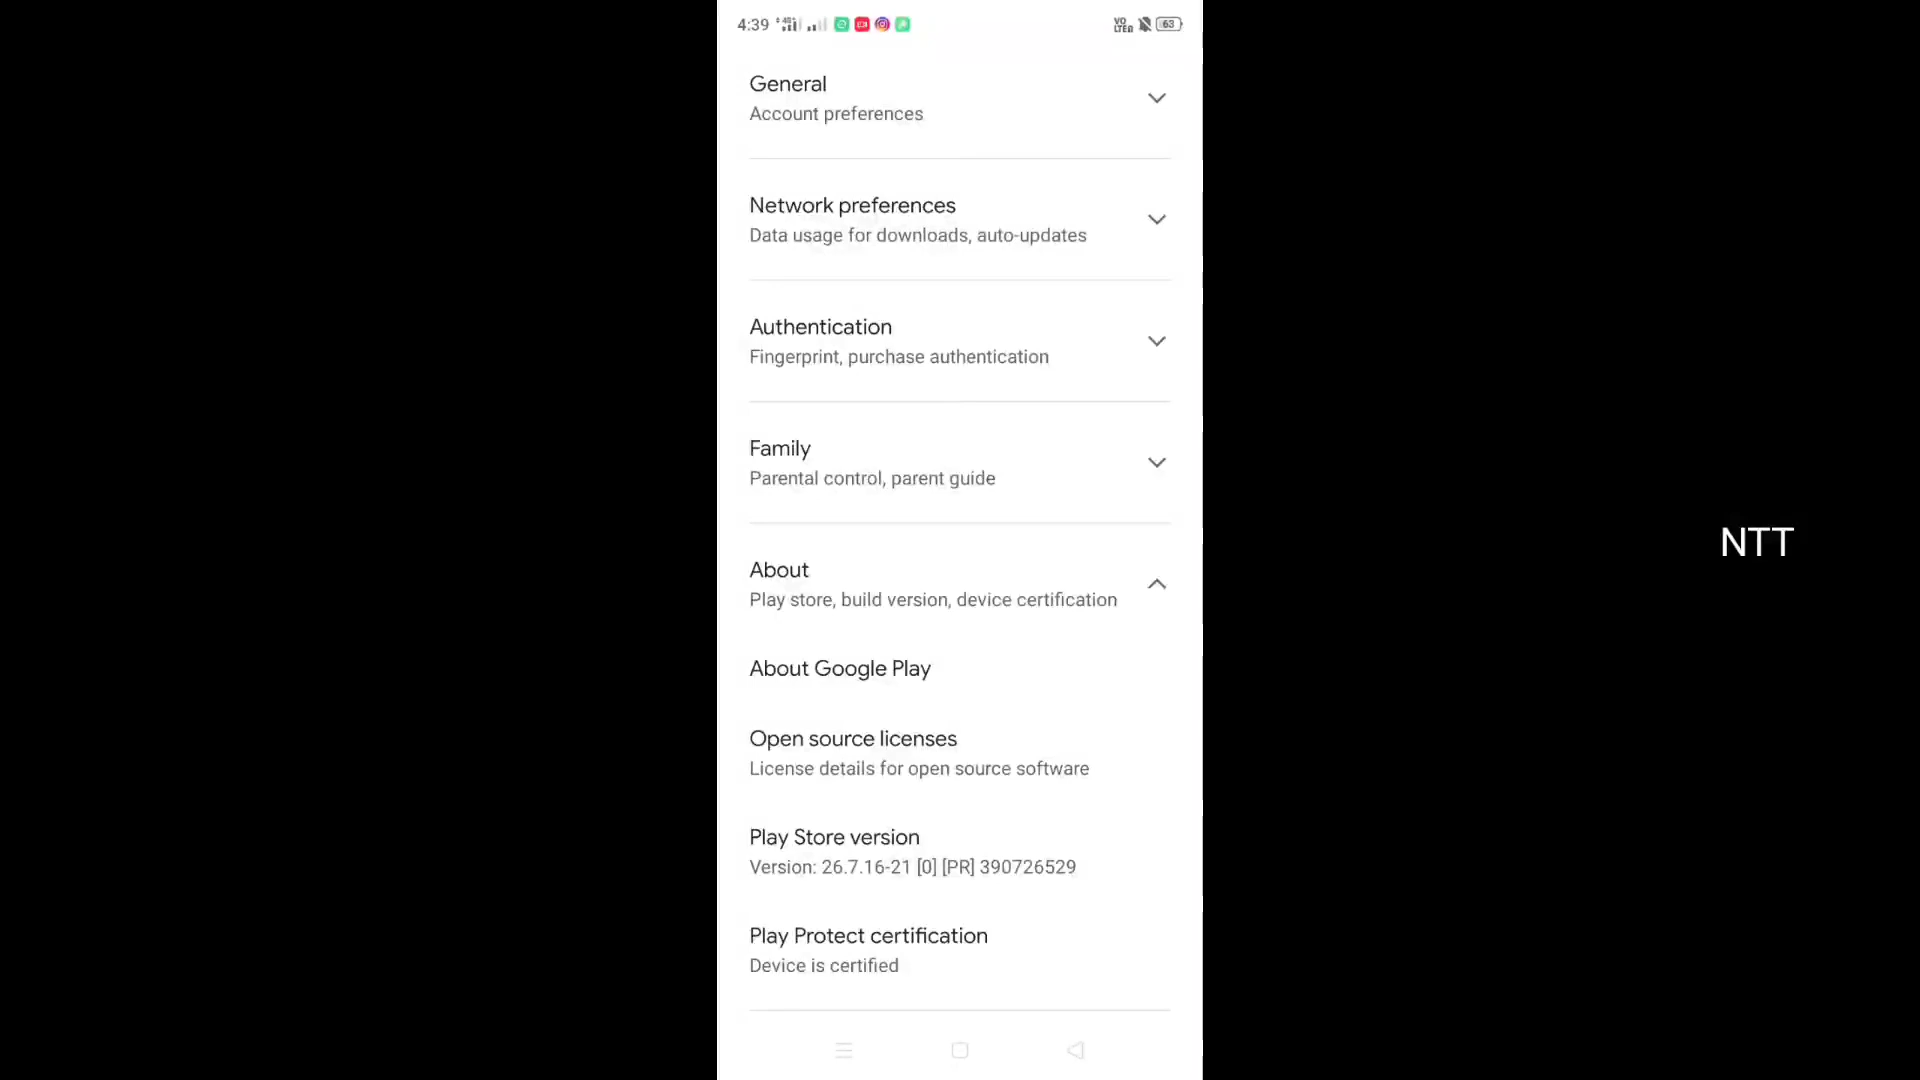 4:39
VO
LTE
63
General
Account preferences
Network preferences
Data usage for downloads, auto-updates
Authentication
Fingerprint, purchase authentication
Family
Parental control, parent guide
About
Play store, build version, device certification
About Google Play
Open source licenses
License details for open source software
Play Store version
Version: 26.7.16-21 [0] [PR] 390726529
Play Protect certification
Device is certified
NTT